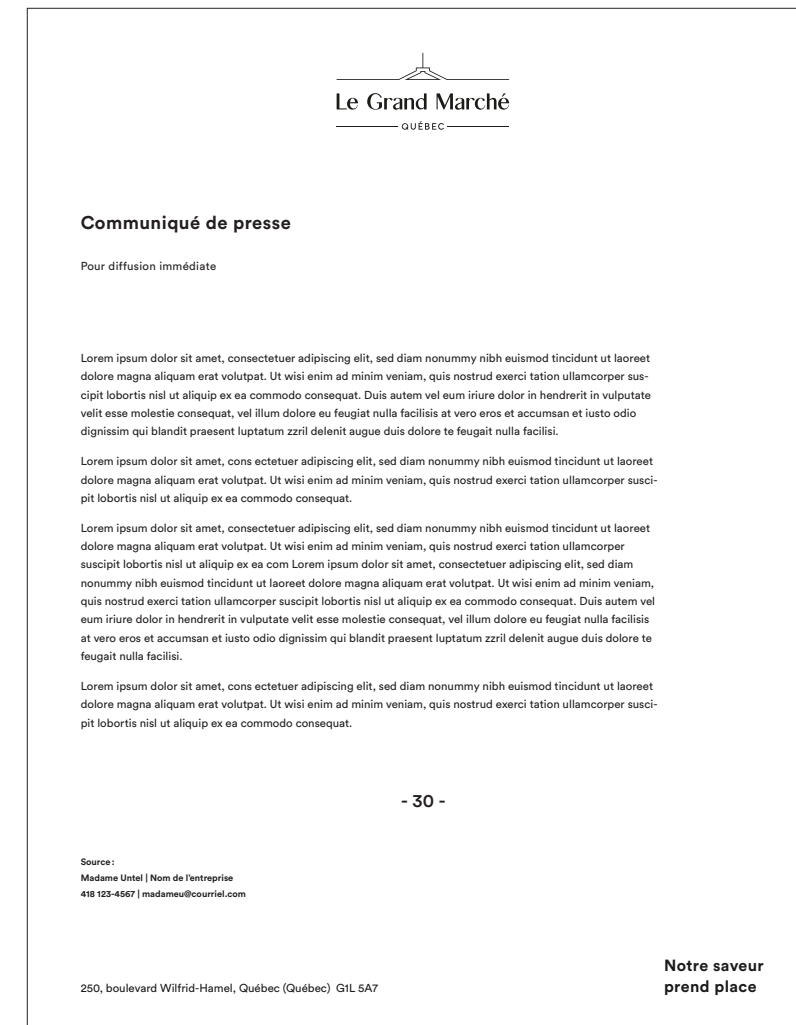 Le Grand Marché
QUÉBEC
Communiqué de presse
Pour diffusion immédiate
Lorem ipsum dolor sit amet, consectetuer adipiscing elit, sed diam nonummy nibh euismod tincidunt ut laoreet
dolore magna aliquam erat volutpat. Ut wisi enim ad minim veniam, quis nostrud exerci tation ullamcorper sus-
cipit lobortis nisl ut aliquip ex ea commodo consequat. Duis autem vel eum iriure dolor in hendrerit in vulputate
velit esse molestie consequat, vel illum dolore eu feugiat nulla facilisis at vero eros et accumsan et iusto odio
dignissim qui blandit praesent luptatum zzril delenit augue duis dolore te feugait nulla facilisi.
Lorem ipsum dolor sit amet, cons ectetuer adipiscing elit, sed diam nonummy nibh euismod tincidunt ut laoreet
dolore magna aliquam erat volutpat. Ut wisi enim ad minim veniam, quis nostrud exerci tation ullamcorper susci-
pit lobortis nisl ut aliquip ex ea commodo consequat.
Lorem ipsum dolor sit amet, consectetuer adipiscing elit, sed diam nonummy nibh euismod tincidunt ut laoreet
dolore magna aliquam erat volutpat. Ut wisi enim ad minim veniam, quis nostrud exerci tation ullamcorper
suscipit lobortis nisl ut aliquip ex ea com Lorem ipsum dolor sit amet, consectetuer adipiscing elit, sed diam
nonummy nibh euismod tincidunt ut laoreet dolore magna aliquam erat volutpat. Ut wisi enim ad minim veniam,
quis nostrud exerci tation ullamcorper suscipit lobortis nisl ut aliquip ex ea commodo consequat. Duis autem vel
eum iriure dolor in hendrerit in vulputate velit esse molestie consequat, vel illum dolore eu feugiat nulla facilisis
at vero eros et accumsan et iusto odio dignissim qui blandit praesent luptatum zzril delenit augue duis dolore te
feugait nulla facilisi.
Lorem ipsum dolor sit amet, cons ectetuer adipiscing elit, sed diam nonummy nibh euismod tincidunt ut laoreet
dolore magna aliquam erat volutpat. Ut wisi enim ad minim veniam, quis nostrud exerci tation ullamcorper susci-
pit lobortis nisl ut aliquip ex ea commodo consequat.
- 30 -
Source :
Madame Untel | Nom de l'entreprise
418 123-4567 | madameu@courriel.com
250, boulevard Wilfrid-Hamel, Québec (Québec) G1L 5A7
Notre saveur
prend place